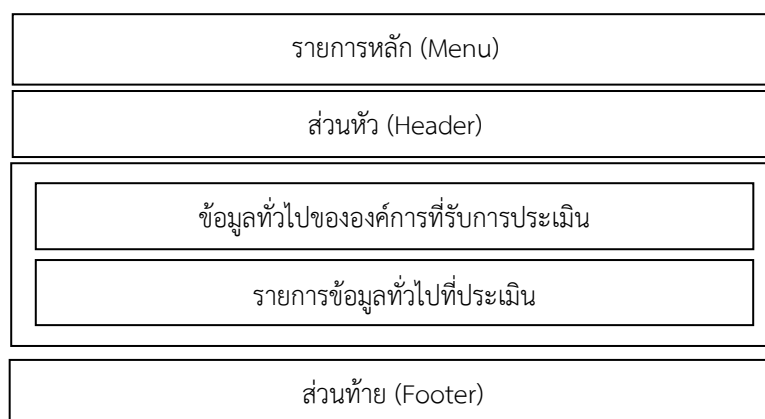 รายการหลัก (Menu)
ส่วนหัว (Header)
ข้อมูลทั่วไปขององค์การที่รับการประเมิน
รายการข้อมูลทั่วไปที่ประเมิน
ส่วนท้าย (Footer)